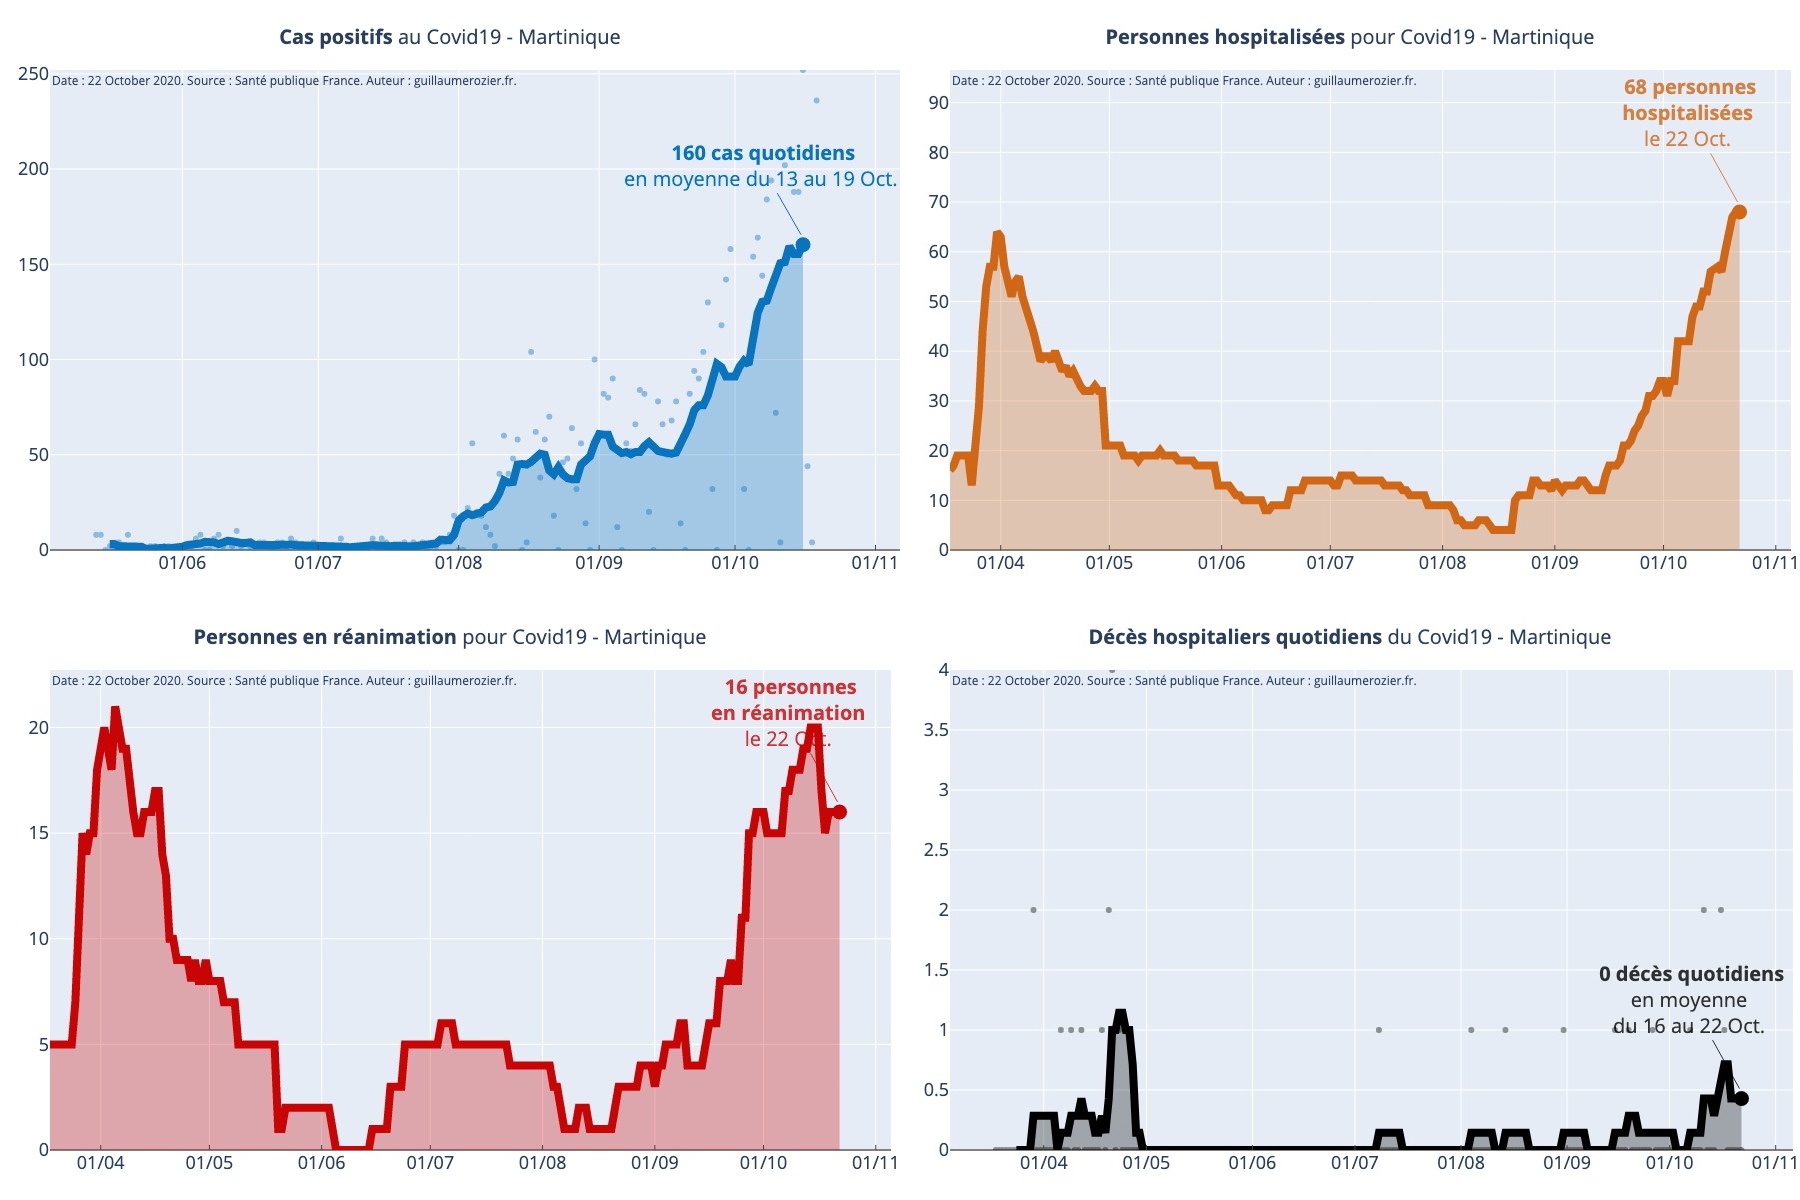 Cas positifs au Covid19 - Martinique
Date : 22 October 2020. Source : Santé publique France. Auteur : guillaumerozier.fr.
160 cas quotidiens
en moyenne du 13 au 19 Oct.
250
200
150
100
50
0
01/06 01/07 01/08 01/09 01/10 01/11
Personnes hospitalisées pour Covid19 - Martinique
Date : 22 October 2020. Source : Santé publique France. Auteur : guillaumerozier.fr.
68 personnes
hospitalisées
le 22 Oct.
90
80
70
60
50
40
30
20
10
0
01/04 01/05 01/06 01/07 01/08 01/09 01/10 01/11
Personnes en réanimation pour Covid19 - Martinique
Date : 22 October 2020. Source : Santé publique France. Auteur : guillaumerozier.fr.
16 personnes
en réanimation
le 22 Oct.
20
15
10
5
0
01/04 01/05 01/06 01/07 01/08 01/09 01/10 01/11
Décès hospitaliers quotidiens du Covid19 - Martinique
Date : 22 October 2020. Source : Santé publique France. Auteur : guillaumerozier.fr.
0 décès quotidiens
en moyenne
du 16 au 22 Oct.
4
3.5
3
2.5
2
1.5
1
0.5
0
01/04 01/05 01/06 01/07 01/08 01/09 01/10 01/11